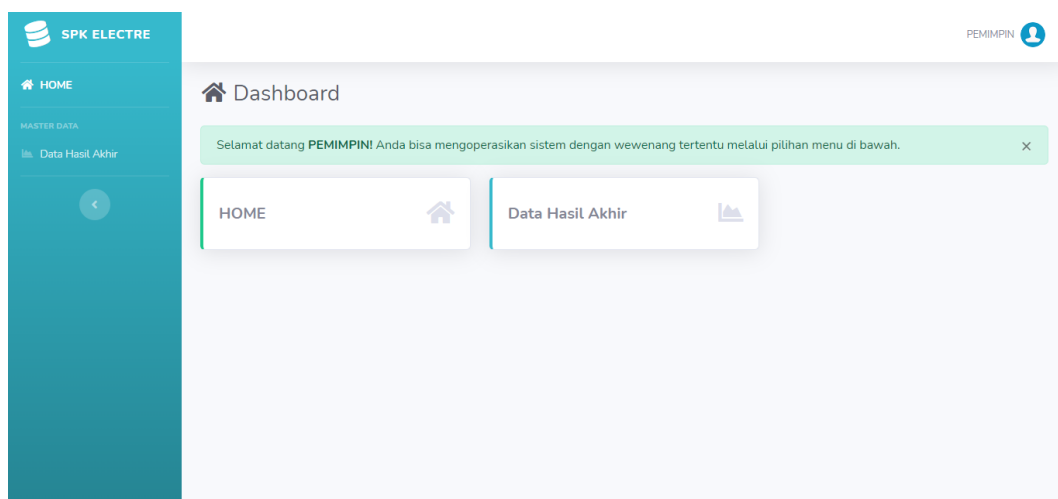 SPK ELECTRE
PEMIMPIN
HOME
Dashboard
MASTER DATA
Data Hasil Akhir
Selamat datang PEMIMPIN! Anda bisa mengoperasikan sistem dengan wewenang tertentu melalui pilihan menu di bawah. ×
HOME
Data Hasil Akhir